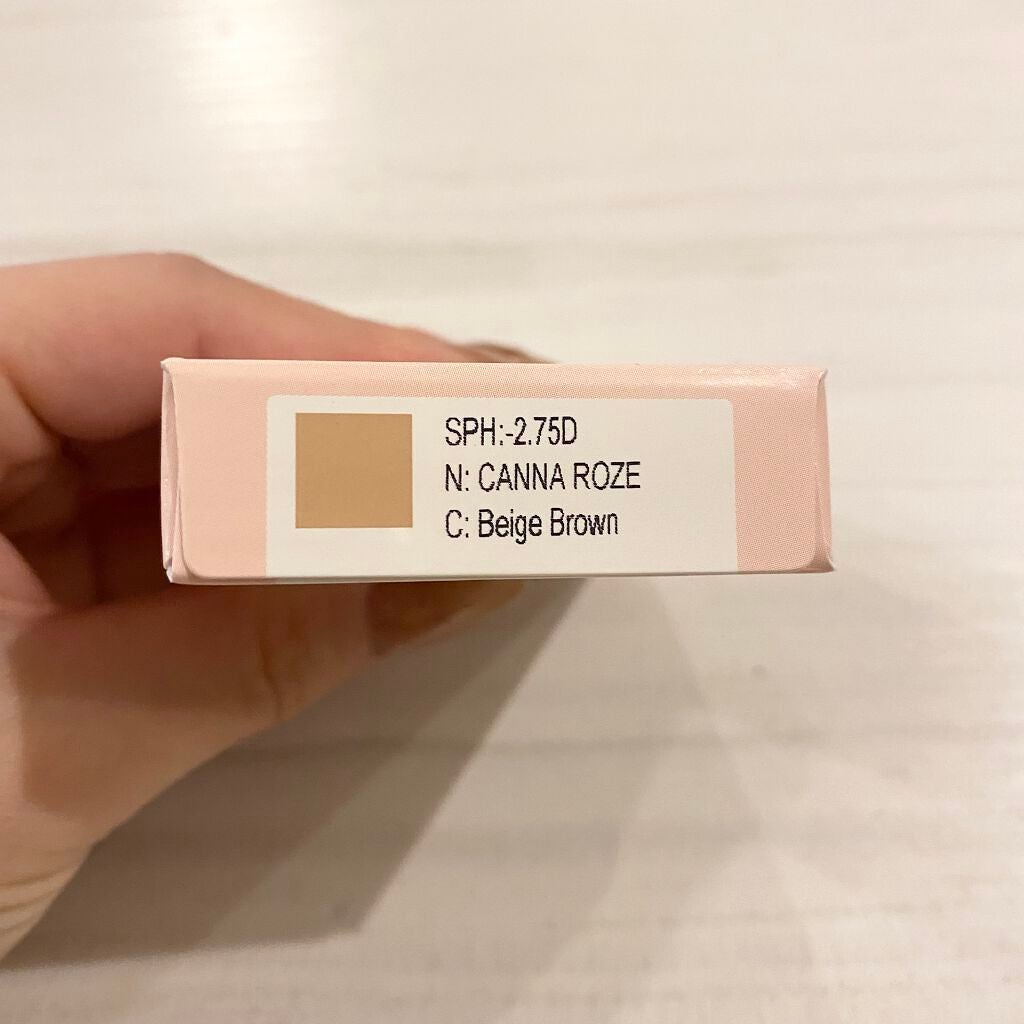 SPH:-2.75D
N: CANNA ROZE
C: Beige Brown